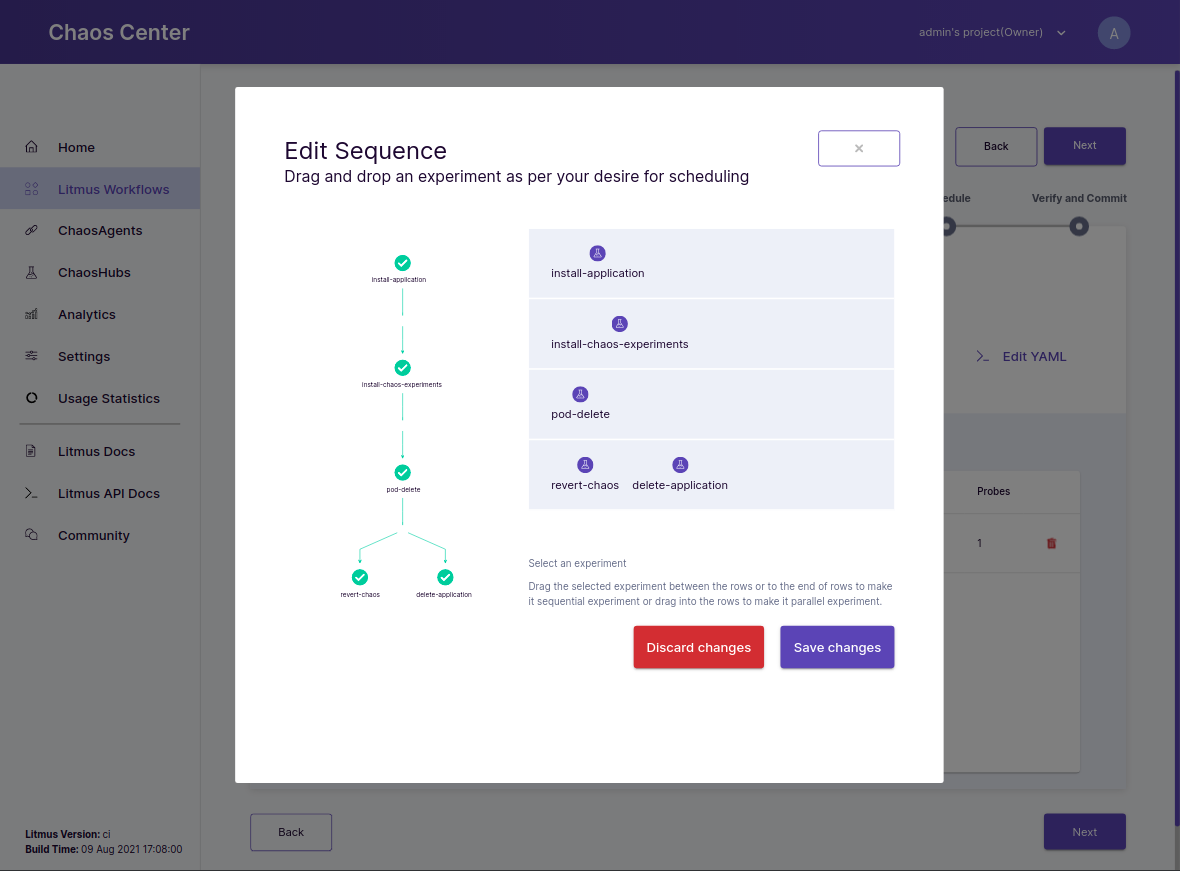 Chaos Center
admin's project(Owner)
A
Home
Litmus Workflows
ChaosAgents
ChaosHubs
Analytics
Settings
Usage Statistics
Litmus Docs
Litmus API Docs
Community
Litmus Version: ci
Build Time: 09 Aug 2021 17:08:00
Back
Next
Verify and Commit
Edit YAML
Probes
1
Edit Sequence
Drag and drop an experiment as per your desire for scheduling
install-application
install-chaos-experiments
pod-delete
revert-chaos
delete-application
install-application
install-chaos-experiments
pod-delete
revert-chaos delete-application
Select an experiment
Drag the selected experiment between the rows or to the end of rows to make
it sequential experiment or drag into the rows to make it parallel experiment.
Discard changes
Save changes
Back
Next